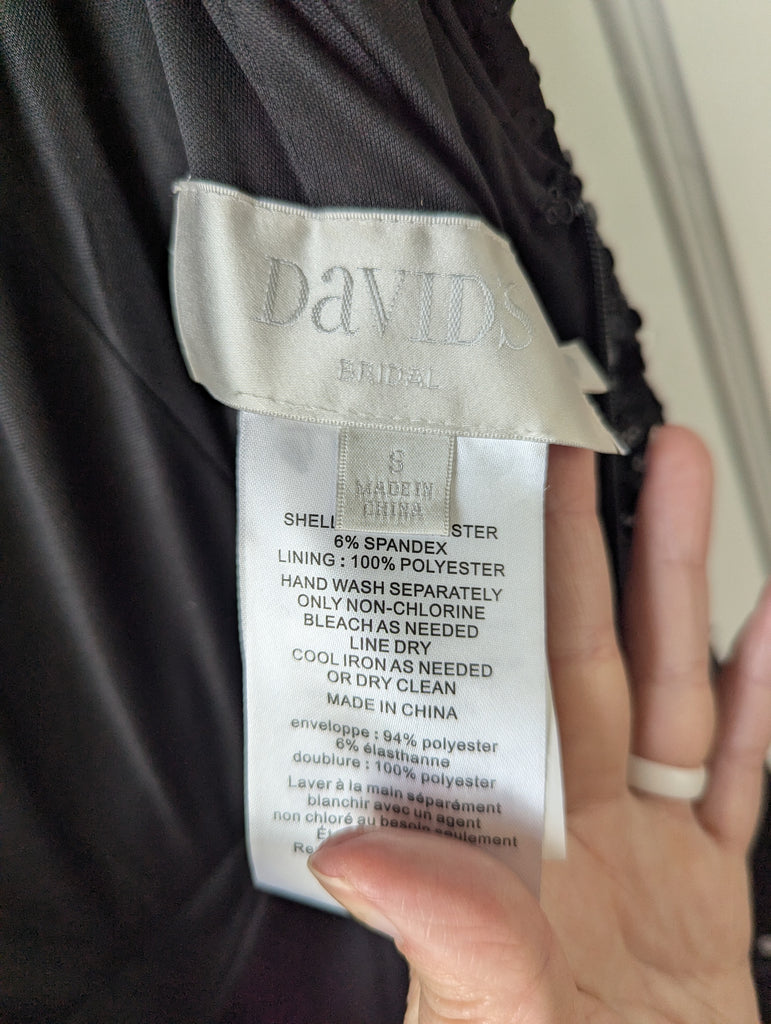 DaVID'S
BRIDAL
MADE IN
CHINA
SHELL
6% SPANDEX
LINING : 100% POLYESTER
HAND WASH SEPARATELY
ONLY NON-CHLORINE
BLEACH AS NEEDED
LINE DRY
COOL IRON AS NEEDED
OR DRY CLEAN
MADE IN CHINA
enveloppe : 94% polyester
6% élasthanne
doublure : 100% polyester
Laver à la main séparément
blanchir avec un agent
non chloré au besoin seulement